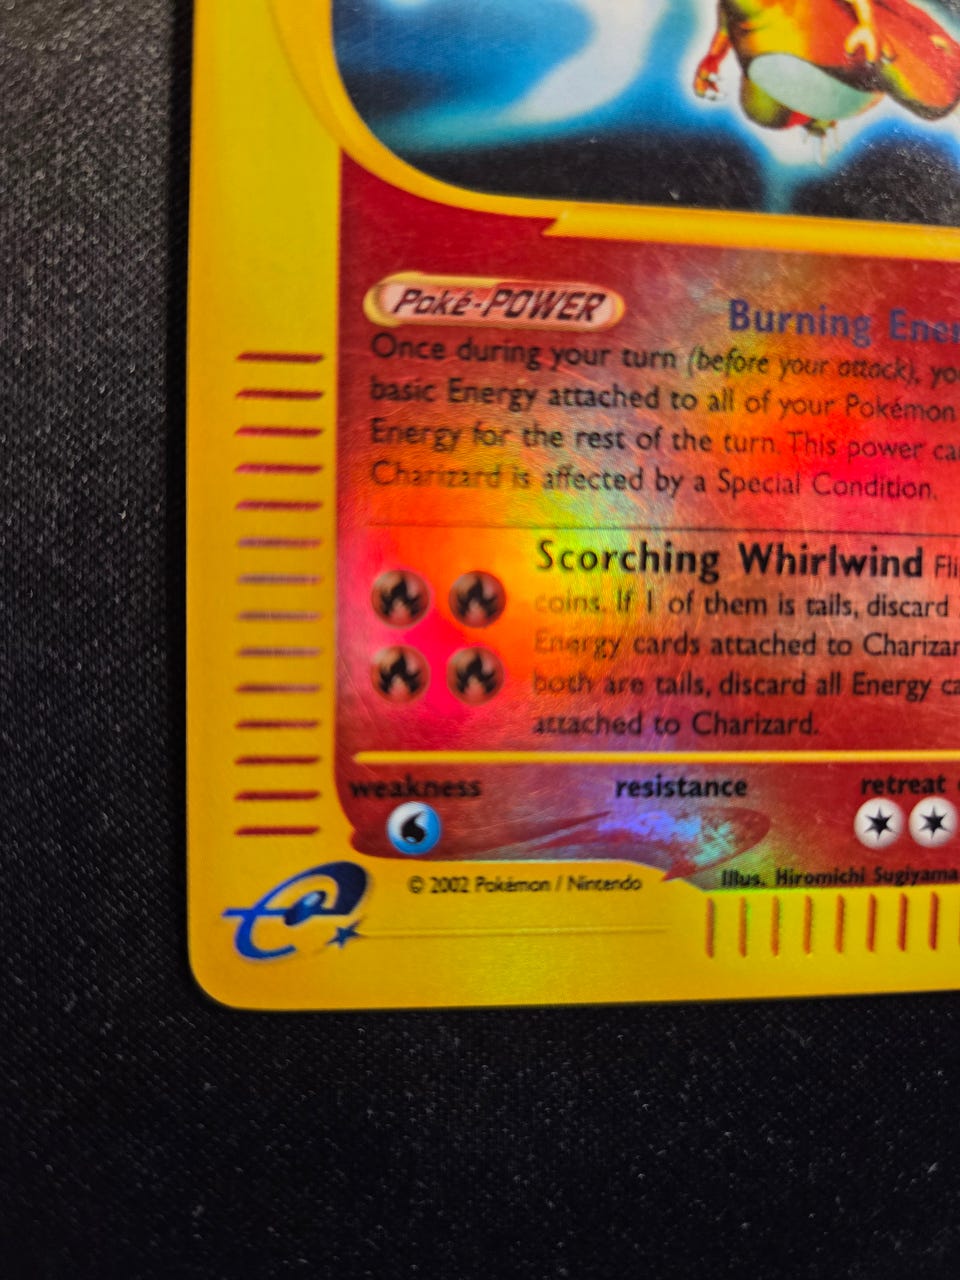 Poké-POWER
Burning Ener
Once during your turn (before your attack), yo
basic Energy attached to all of your Pokémon
Energy for the rest of the turn. This power ca
Charizard is affected by a Special Condition.
Scorching Whirlwind Fli
coins. If 1 of them is tails, discard
Energy cards attached to Charizar
both are tails, discard all Energy ca
attached to Charizard.
weakness resistance retreat
© 2002 Pokémon / Nintendo
Illus. Hiromichi Sugiyama
e